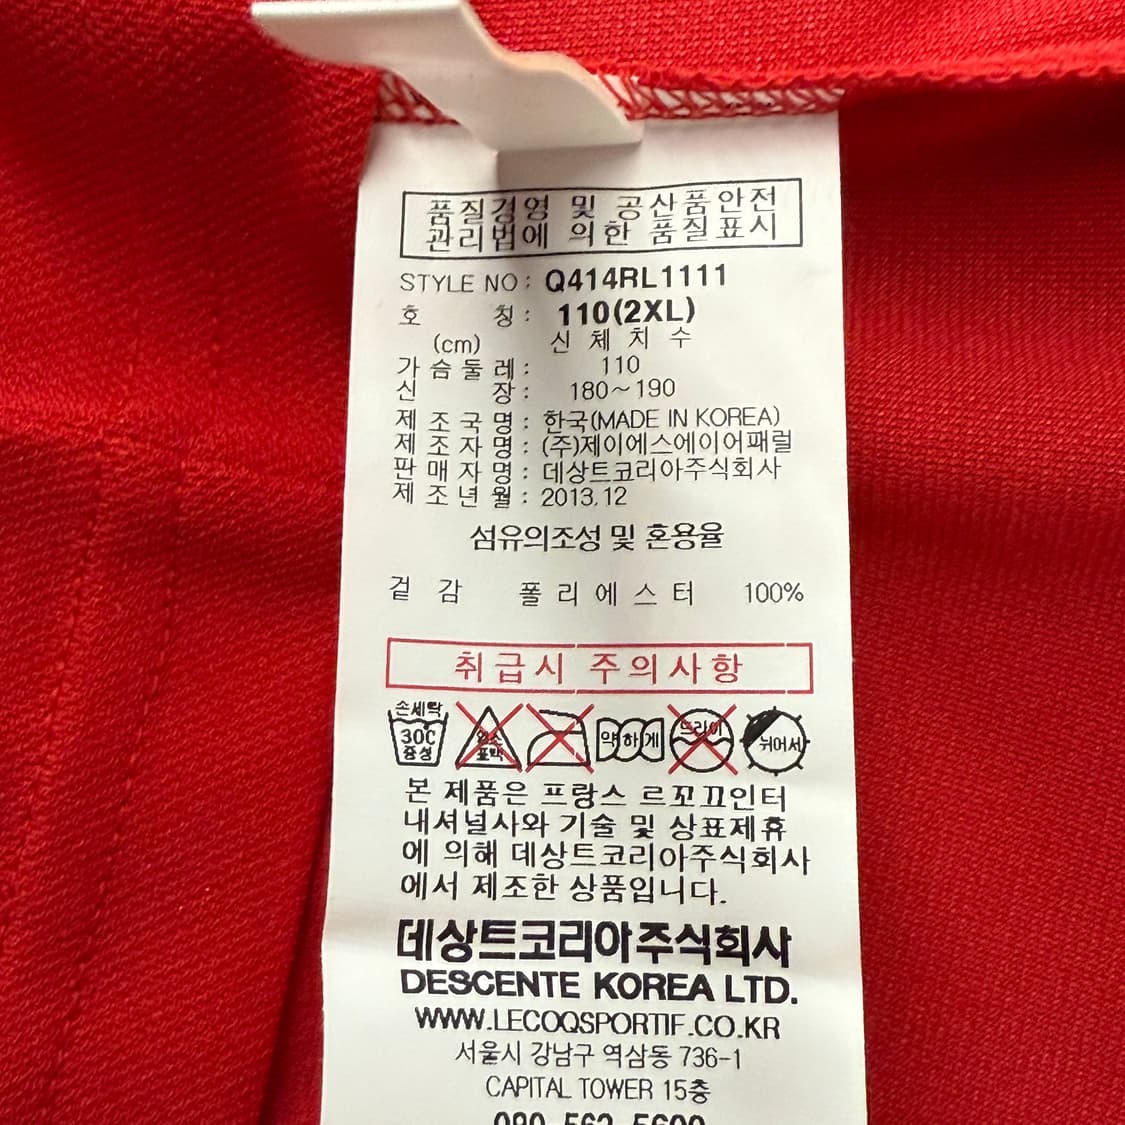 품질경영 및 공산품안전
관리법에 의한 품질표시
STYLE NO : Q414RL1111
호 칭 : 110(2XL)
(cm) 신 체 치 수
가 슴 둘 레 : 110
신 장 : 180~190
제 조 국 명 : 한국(MADE IN KOREA)
제 조 자 명 : (주)제이에스에이어패럴
판 매 자 명 : 데상트코리아주식회사
제 조 년 월 : 2013.12
섬유의조성 및 혼용율
겉 감 폴 리 에 스 터 100%
취급시 주의사항
손세탁 30℃ 중성 염소 표백 약하게 드라이 뉘어서
본 제품은 프랑스 르꼬끄인터
내셔널사와 기술 및 상표제휴
에 의해 데상트코리아주식회사
에서 제조한 상품입니다.
데상트코리아주식회사
DESCENTE KOREA LTD.
WWW.LECOQSPORTIF.CO.KR
서울시 강남구 역삼동 736-1
CAPITAL TOWER 15층
080-563-5600